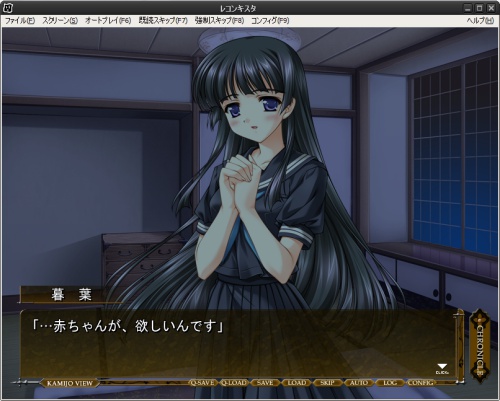 レコンキスタ
ファイル(F) スクリーン(S) オートプレイ(F6) 既読スキップ(F7) 強制スキップ(F8) コンフィグ(F9) ヘルプ(H)
暮葉
「…赤ちゃんが、欲しいんです」
CHRONICLE
CLICK
KAMIJO VIEW Q-SAVE Q-LOAD SAVE LOAD SKIP AUTO LOG CONFIG